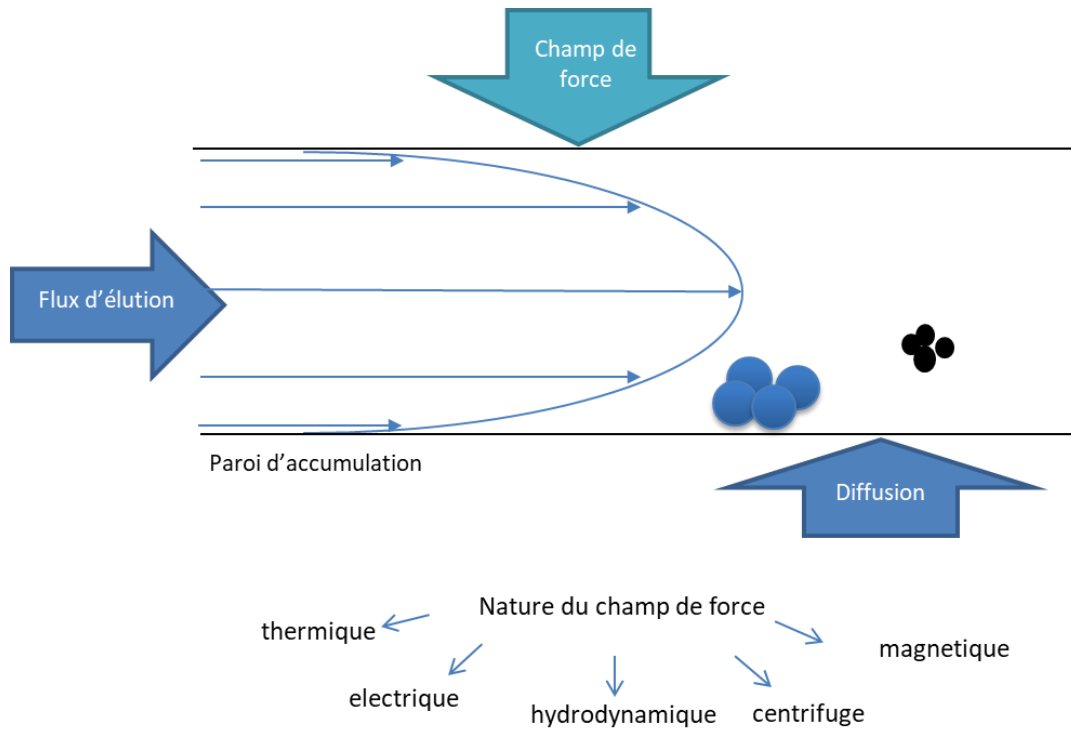 Champ de
force
Flux d'élution
Paroi d'accumulation
Diffusion
Nature du champ de force
thermique
magnetique
electrique
hydrodynamique
centrifuge